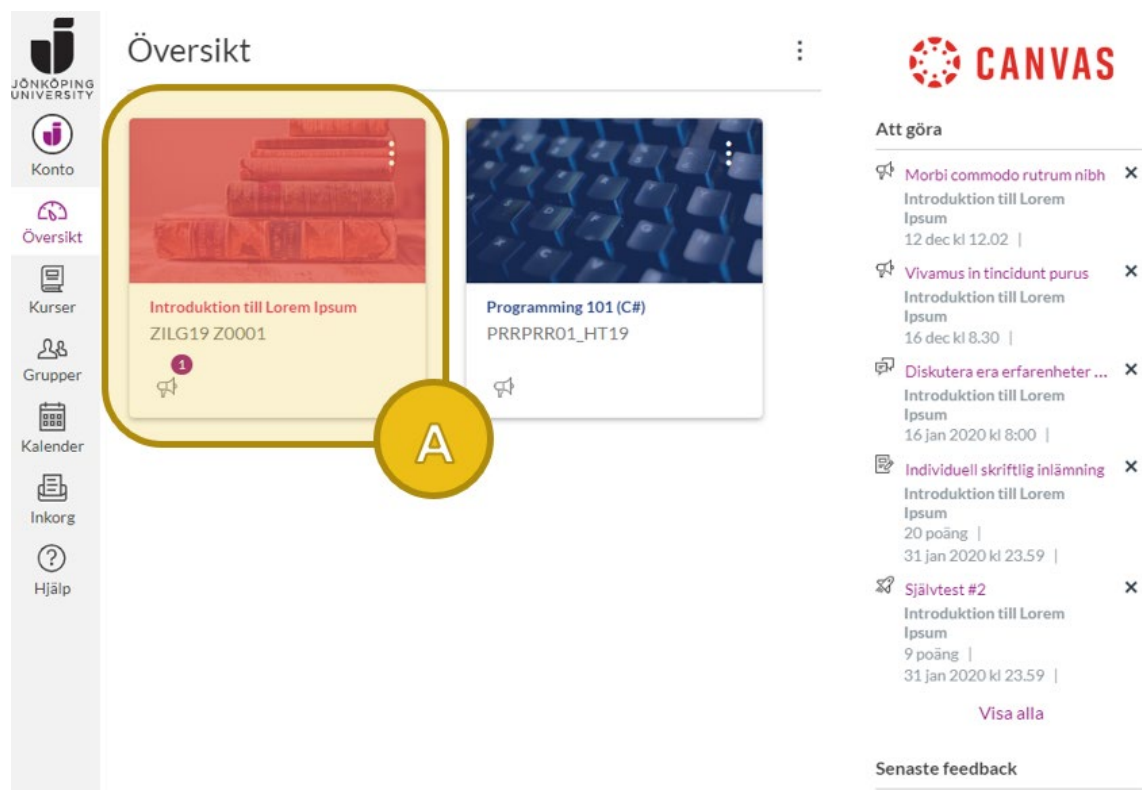 JÖNKÖPING
UNIVERSITY
Konto
Översikt
Kurser
Grupper
Kalender
Inkorg
Hjälp
Översikt
Introduktion till Lorem Ipsum
ZILG19 Z0001
1
A
Programming 101 (C#)
PRRPRR01_HT19
CANVAS
Att göra
Morbi commodo rutrum nibh
Introduktion till Lorem
Ipsum
12 dec kl 12.02 |
Vivamus in tincidunt purus
Introduktion till Lorem
Ipsum
16 dec kl 8.30 |
Diskutera era erfarenheter ...
Introduktion till Lorem
Ipsum
16 jan 2020 kl 8:00 |
Individuell skriftlig inlämning
Introduktion till Lorem
Ipsum
20 poäng |
31 jan 2020 kl 23.59 |
Självtest #2
Introduktion till Lorem
Ipsum
9 poäng |
31 jan 2020 kl 23.59 |
Visa alla
Senaste feedback